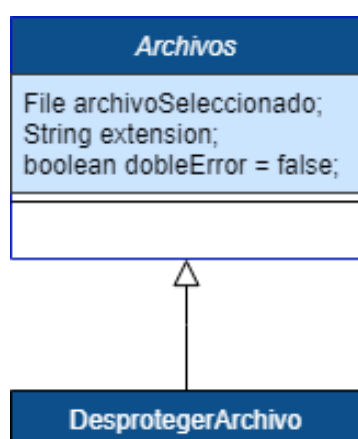 Archivos
File archivoSeleccionado;
String extension;
boolean dobleError = false;
DesprotegerArchivo